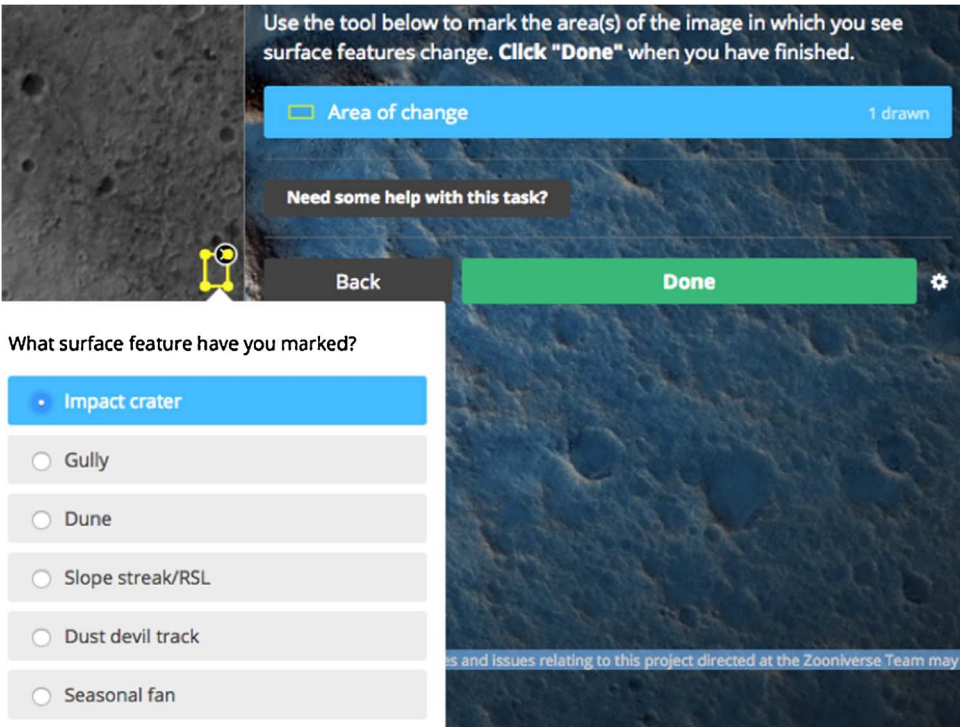 Use the tool below to mark the area(s) of the image in which you see
surface features change. Click "Done" when you have finished.
Area of change
1 drawn
Need some help with this task?
Back
Done
What surface feature have you marked?
Impact crater
Gully
Dune
Slope streak/RSL
Dust devil track
Seasonal fan
es and issues relating to this project directed at the Zooniverse Team may